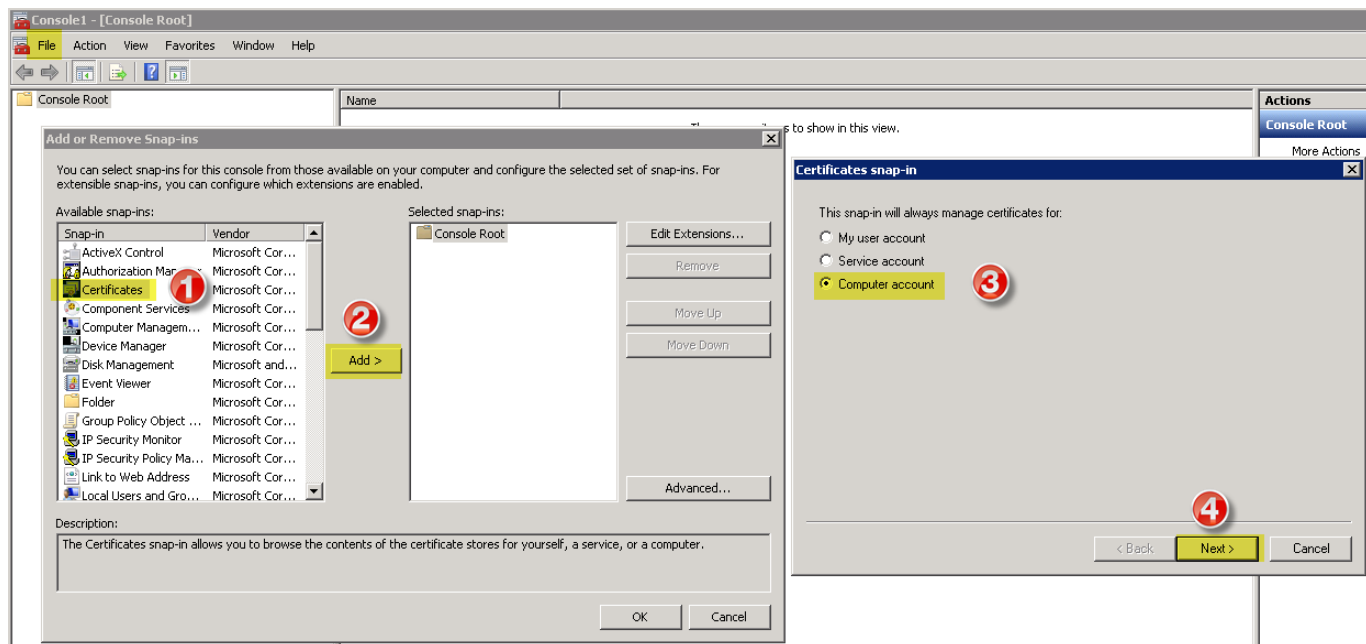 Console1 - [Console Root]
File Action View Favorites Window Help
Console Root
Name
s to show in this view.
Actions
Console Root
More Actions
Add or Remove Snap-ins
You can select snap-ins for this console from those available on your computer and configure the selected set of snap-ins. For
extensible snap-ins, you can configure which extensions are enabled.
Available snap-ins:
Snap-in Vendor
ActiveX Control Microsoft Cor...
Authorization Man Microsoft Cor...
Certificates Microsoft Cor...
Component Services Microsoft Cor...
Computer Managem... Microsoft Cor...
Device Manager Microsoft Cor...
Disk Management Microsoft and...
Event Viewer Microsoft Cor...
Folder Microsoft Cor...
Group Policy Object ... Microsoft Cor...
IP Security Monitor Microsoft Cor...
IP Security Policy Ma... Microsoft Cor...
Link to Web Address Microsoft Cor...
Local Users and Gro... Microsoft Cor...
1
2
Add >
Selected snap-ins:
Console Root
Edit Extensions...
Remove
Move Up
Move Down
Advanced...
Description:
The Certificates snap-in allows you to browse the contents of the certificate stores for yourself, a service, or a computer.
OK Cancel
Certificates snap-in
This snap-in will always manage certificates for:
My user account
Service account
Computer account
3
4
< Back Next > Cancel